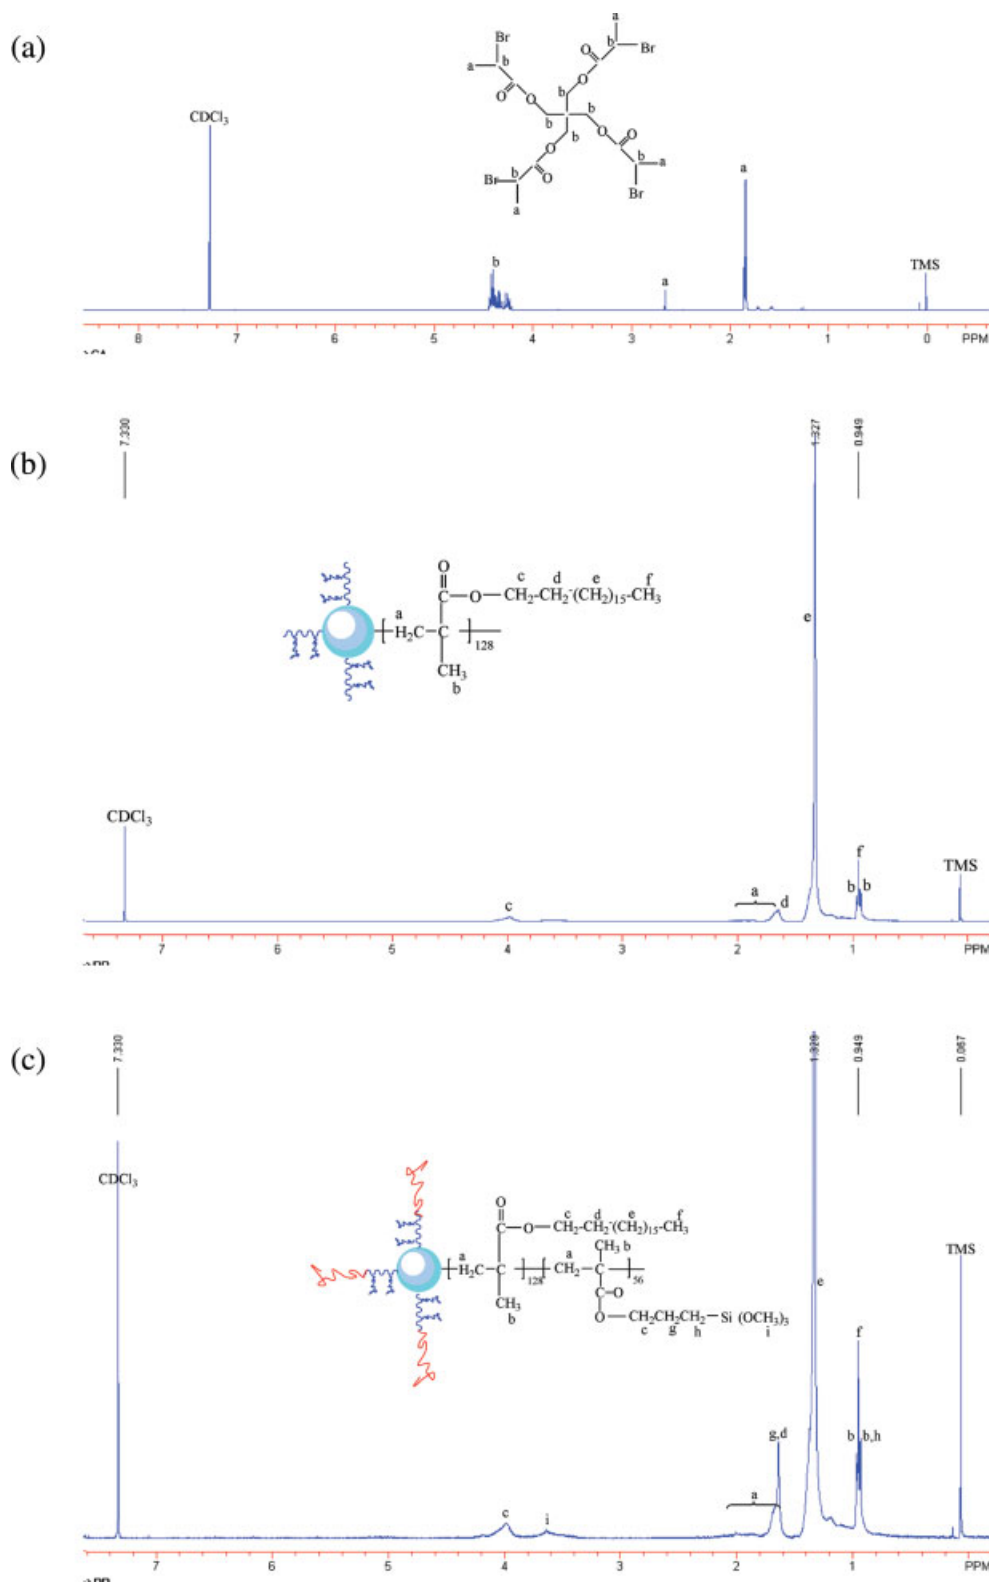 (a)
a
Br
b
O
Br
a
b
O
O
O
b
b
b
b
O
O
O
O
Br
b
O
b
a
Br
a
CDCl3
b
a
a
TMS
8 7 6 5 4 3 2 1 0 PPM
(b)
7.330
1.327
0.949
O
c d e f
C–O–CH2-CH2-(CH2)15-CH3
a
H2C–C
128
CH3
b
e
CDCl3
c
a
d
f
b b
TMS
7 6 5 4 3 2 1 PPM
(c)
7.330
1.329
0.949
0.067
CDCl3
O
c d e f
C–O–CH2-CH2-(CH2)15-CH3
a
H2C–C
128
CH3
b
a
CH2–C
56
CH3 b
C=O
O–CH2CH2CH2–Si (OCH3)3
c g h i
e
TMS
f
g,d
b b,h
a
c
i
7 6 5 4 3 2 1 PPM